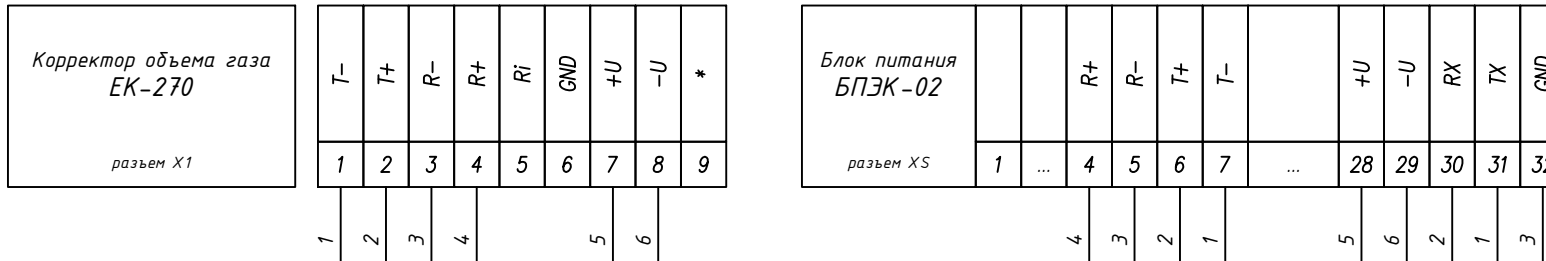 Корректор объема газа
ЕК-270
разъем X1
T- T+ R- R+ Ri GND +U -U *
1 2 3 4 5 6 7 8 9
1 2 3 4 5 6
Блок питания
БПЭК-02
разъем XS
R+ R- T+ T- +U -U RX TX GND
1 ... 4 5 6 7 ... 28 29 30 31 32
4 3 2 1 5 6 2 1 3